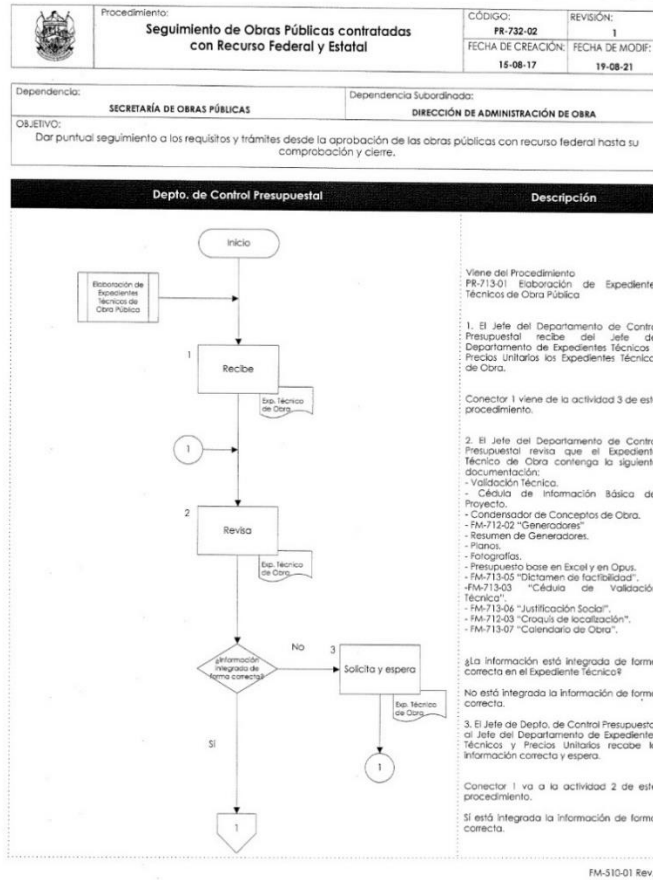 Procedimiento:
Seguimiento de Obras Públicas contratadas
con Recurso Federal y Estatal
CÓDIGO:
PR-732-02
REVISIÓN:
1
FECHA DE CREACIÓN:
15-08-17
FECHA DE MODIF:
19-08-21
Dependencia:
SECRETARÍA DE OBRAS PÚBLICAS
Dependencia Subordinada:
DIRECCIÓN DE ADMINISTRACIÓN DE OBRA
OBJETIVO:
Dar puntual seguimiento a los requisitos y trámites desde la aprobación de las obras públicas con recurso federal hasta su
comprobación y cierre.
Depto. de Control Presupuestal
Inicio
Elaboración de
Expedientes
Técnicos de
Obra Pública
1
Recibe
Exp. Técnico
de Obra
1
2
Revisa
Exp. Técnico
de Obra
¿Información
integrada de
forma correcta?
No
3
Solicita y espera
Exp. Técnico
de Obra
1
Sí
1
Descripción
Viene del Procedimiento
PR-713-01 Elaboración de Expediente
Técnicos de Obra Pública
1. El Jefe del Departamento de Contro
Presupuestal recibe del Jefe de
Departamento de Expedientes Técnicos
Precios Unitarios los Expedientes Técnico
de Obra.
Conector 1 viene de la actividad 3 de est
procedimiento.
2. El Jefe del Departamento de Contro
Presupuestal revisa que el Expediente
Técnico de Obra contenga la siguient
documentación:
- Validación Técnica.
- Cédula de Información Básica de
Proyecto.
- Condensador de Conceptos de Obra.
- FM-712-02 "Generadores"
- Resumen de Generadores.
- Planos.
- Fotografías.
- Presupuesto base en Excel y en Opus.
- FM-713-05 "Dictamen de factibilidad".
-FM-713-03 "Cédula de Validación
Técnica".
- FM-713-06 "Justificación Social".
- FM-712-03 "Croquis de localización".
- FM-713-07 "Calendario de Obra".
¿La información está integrada de forma
correcta en el Expediente Técnico?
No está integrada la información de forma
correcta.
3. El Jefe de Depto. de Control Presupuesta
al Jefe del Departamento de Expediente
Técnicos y Precios Unitarios recabe l
información correcta y espera.
Conector 1 va a la actividad 2 de este
procedimiento.
Sí está integrada la información de forma
correcta.
FM-510-01 Rev.